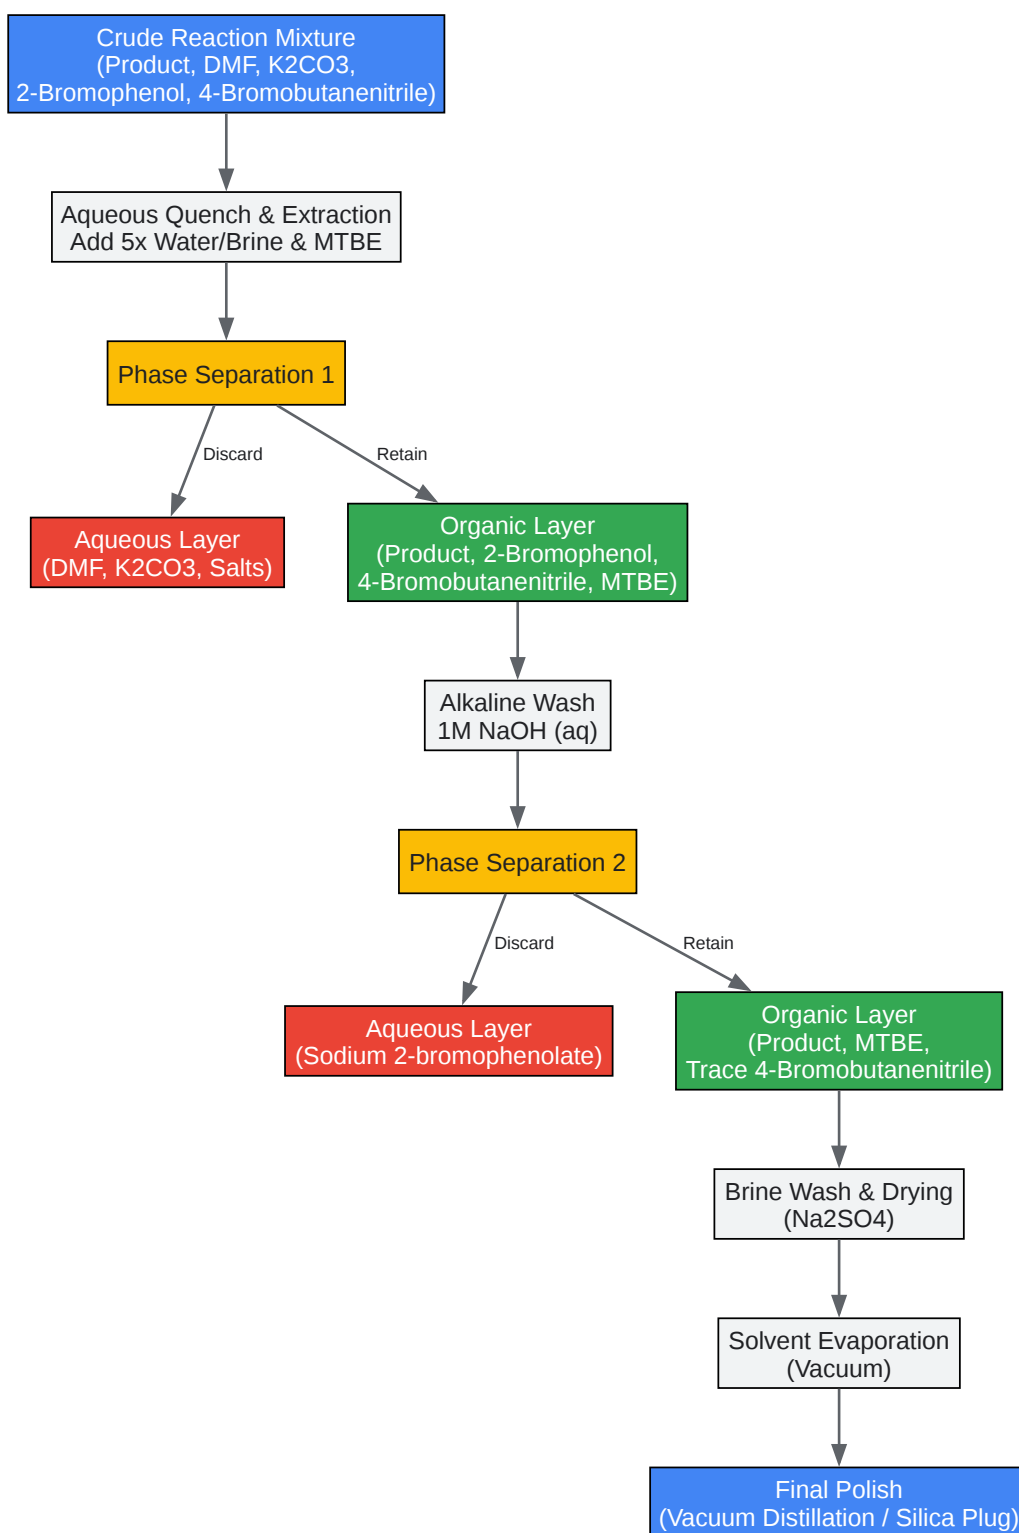 Crude Reaction Mixture
(Product, DMF, K2CO3,
2-Bromophenol, 4-Bromobutanenitrile)
Aqueous Quench & Extraction
Add 5x Water/Brine & MTBE
Phase Separation 1
Discard
Retain
Aqueous Layer
(DMF, K2CO3, Salts)
Organic Layer
(Product, 2-Bromophenol,
4-Bromobutanenitrile, MTBE)
Alkaline Wash
1M NaOH (aq)
Phase Separation 2
Discard
Retain
Aqueous Layer
(Sodium 2-bromophenolate)
Organic Layer
(Product, MTBE,
Trace 4-Bromobutanenitrile)
Brine Wash & Drying
(Na2SO4)
Solvent Evaporation
(Vacuum)
Final Polish
(Vacuum Distillation / Silica Plug)